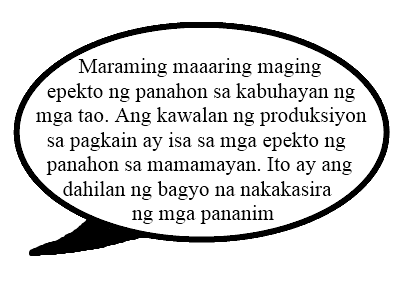 Maraming maaaring maging
epekto ng panahon sa kabuhayan ng
mga tao. Ang kawalan ng produksiyon
sa pagkain ay isa sa mga epekto ng
panahon sa mamamayan. Ito ay ang
dahilan ng bagyo na nakakasira
ng mga pananim